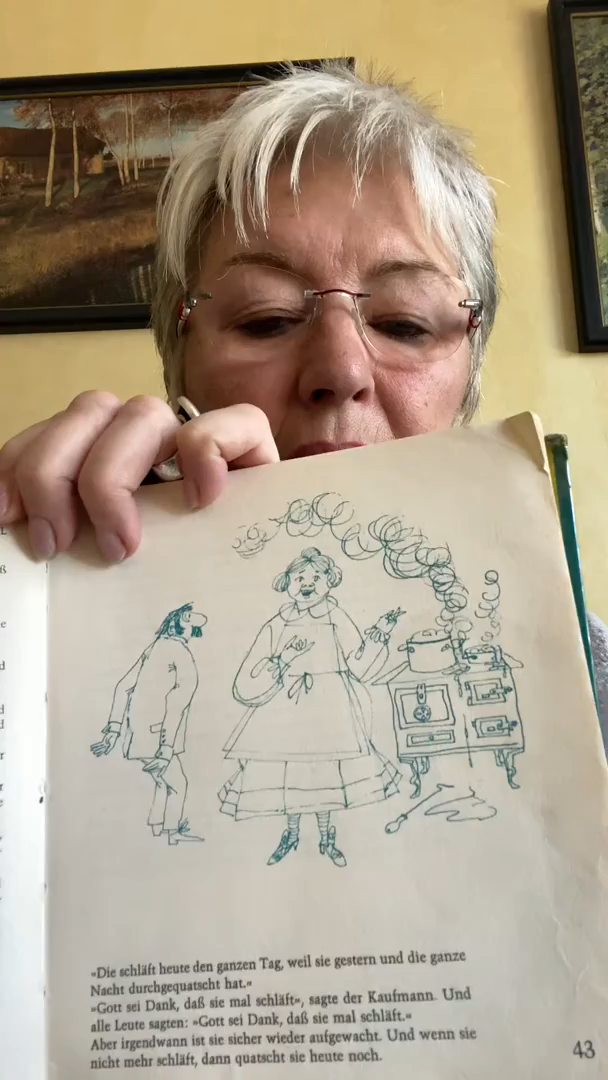 »Die schläft heute den ganzen Tag, weil sie gestern und die ganze
Nacht durchgequatscht hat.«
»Gott sei Dank, daß sie mal schläft«, sagte der Kaufmann. Und
alle Leute sagten: »Gott sei Dank, daß sie mal schläft.«
Aber irgendwann ist sie sicher wieder aufgewacht. Und wenn sie
nicht mehr schläft, dann quatscht sie heute noch.
43